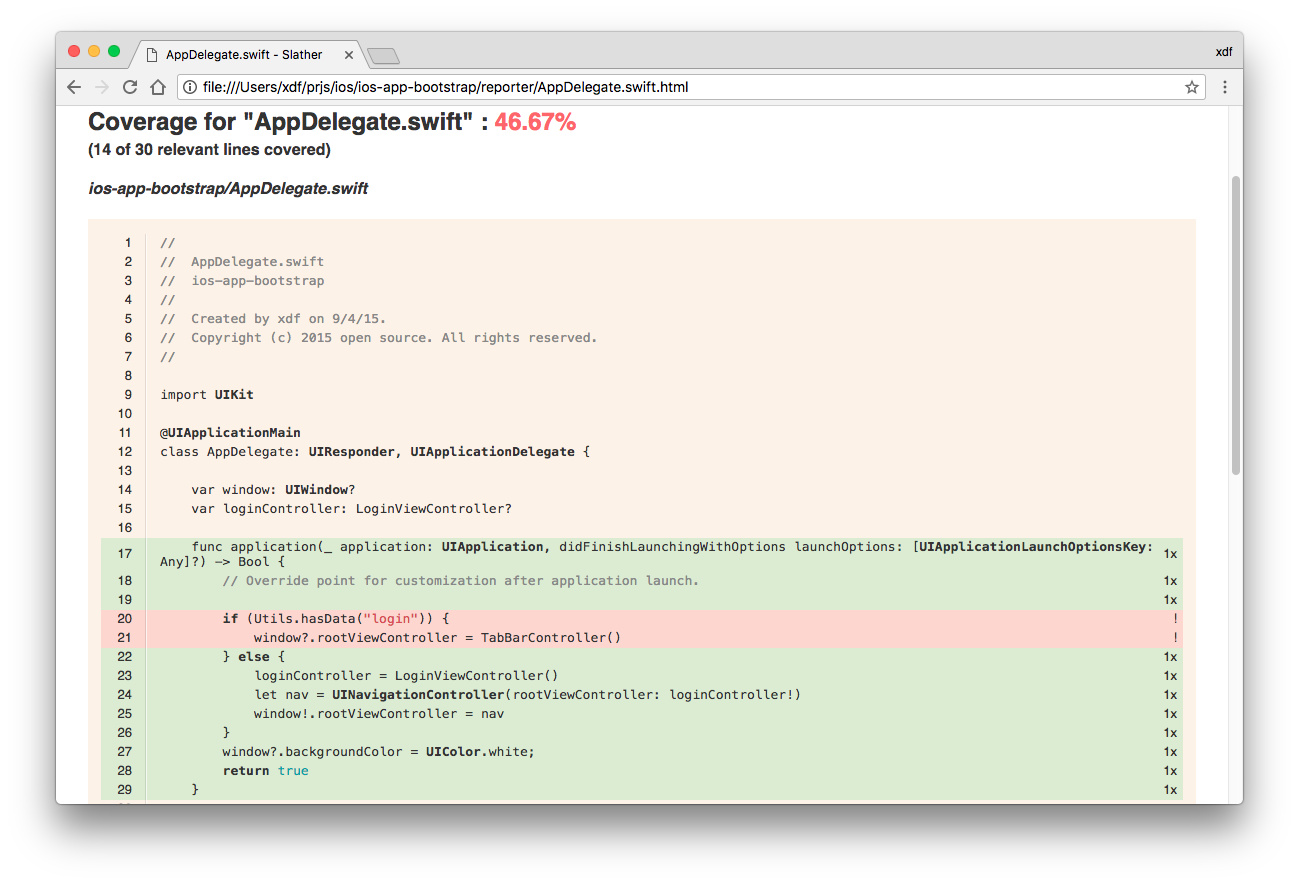 AppDelegate.swift - Slather
xdf
file:///Users/xdf/prjs/ios/ios-app-bootstrap/reporter/AppDelegate.swift.html
Coverage for "AppDelegate.swift" : 46.67%
(14 of 30 relevant lines covered)
ios-app-bootstrap/AppDelegate.swift
1 //
2 //  AppDelegate.swift
3 //  ios-app-bootstrap
4 //
5 //  Created by xdf on 9/4/15.
6 //  Copyright (c) 2015 open source. All rights reserved.
7 //
8
9 import UIKit
10
11 @UIApplicationMain
12 class AppDelegate: UIResponder, UIApplicationDelegate {
13
14     var window: UIWindow?
15     var loginController: LoginViewController?
16
17     func application(_ application: UIApplication, didFinishLaunchingWithOptions launchOptions: [UIApplicationLaunchOptionsKey: 1x
Any]?) -> Bool {
18         // Override point for customization after application launch. 1x
19 1x
20         if (Utils.hasData("login")) { !
21             window?.rootViewController = TabBarController() !
22         } else { 1x
23             loginController = LoginViewController() 1x
24             let nav = UINavigationController(rootViewController: loginController!) 1x
25             window!.rootViewController = nav 1x
26         } 1x
27         window?.backgroundColor = UIColor.white; 1x
28         return true 1x
29     } 1x